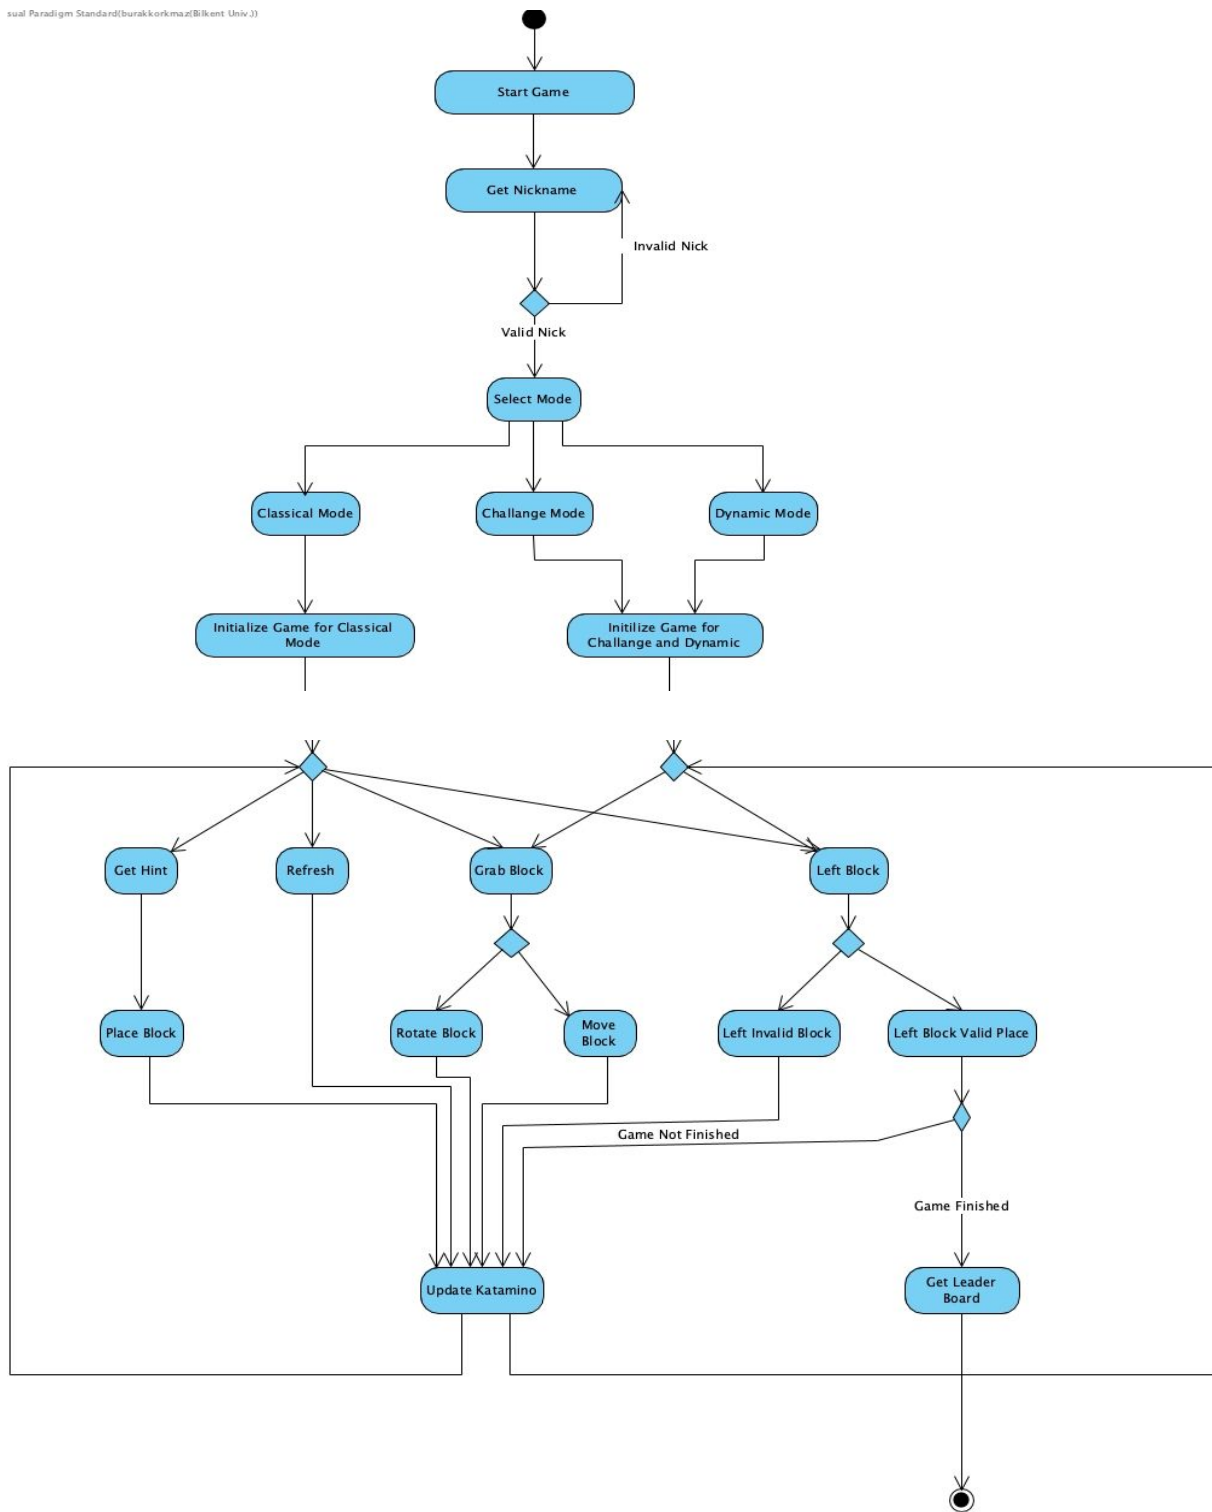 sual Paradigm Standard(burakkorkmaz(Bilkent Univ.))
Start Game
Get Nickname
Invalid Nick
Valid Nick
Select Mode
Classical Mode
Challange Mode
Dynamic Mode
Initialize Game for Classical
Mode
Initilize Game for
Challange and Dynamic
Get Hint
Refresh
Grab Block
Left Block
Place Block
Rotate Block
Move
Block
Left Invalid Block
Left Block Valid Place
Game Not Finished
Game Finished
Update Katamino
Get Leader
Board